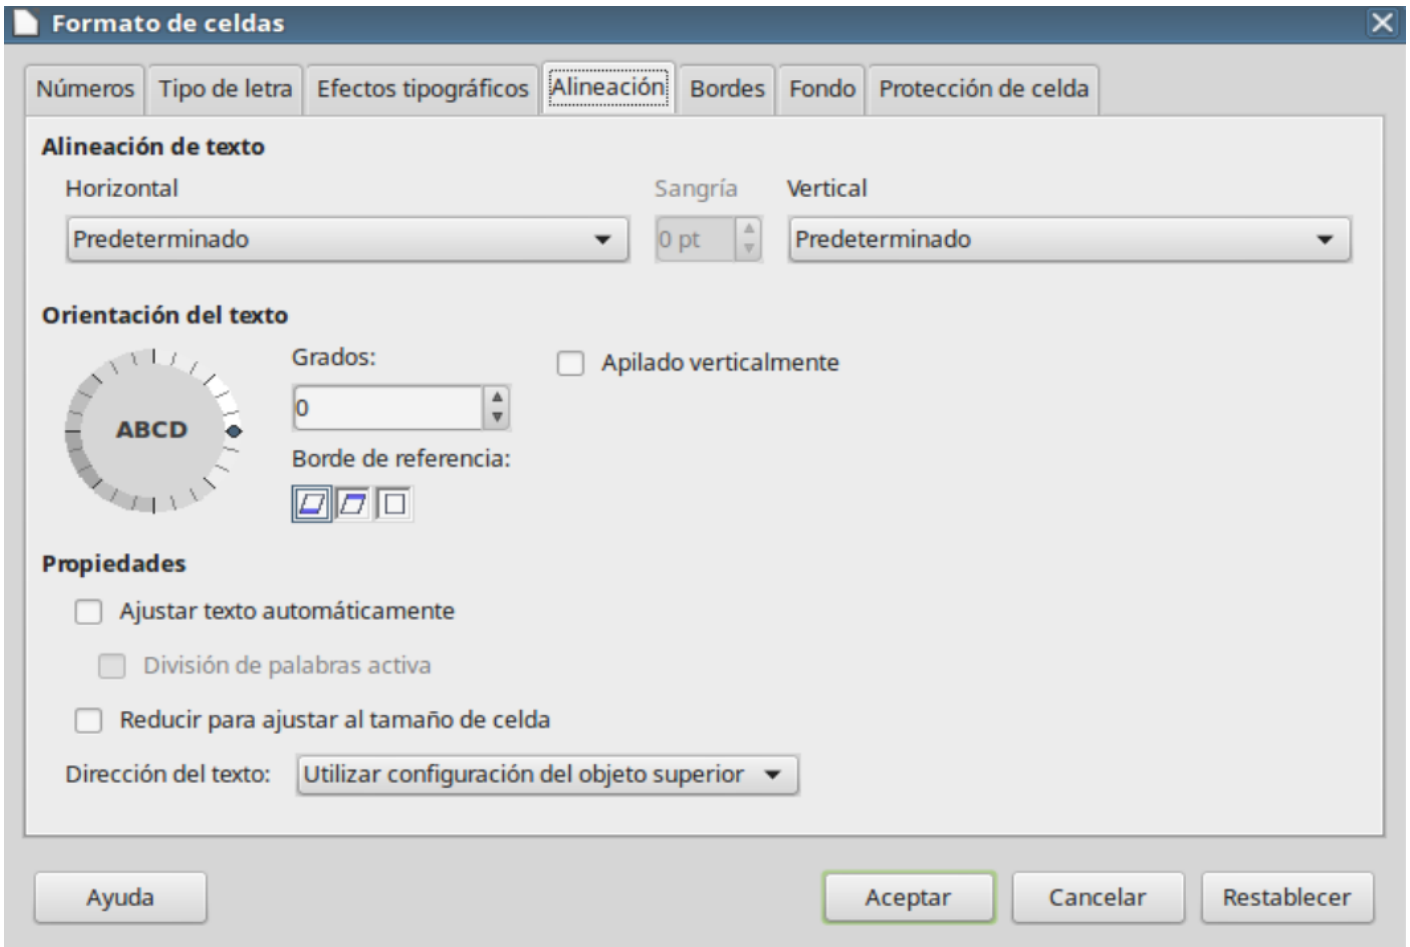 Formato de celdas
Números Tipo de letra Efectos tipográficos Alineación Bordes Fondo Protección de celda
Alineación de texto
Horizontal Sangría Vertical
Predeterminado 0 pt Predeterminado
Orientación del texto
Grados: Apilado verticalmente
0
ABCD
Borde de referencia:
Propiedades
Ajustar texto automáticamente
División de palabras activa
Reducir para ajustar al tamaño de celda
Dirección del texto: Utilizar configuración del objeto superior
Ayuda Aceptar Cancelar Restablecer